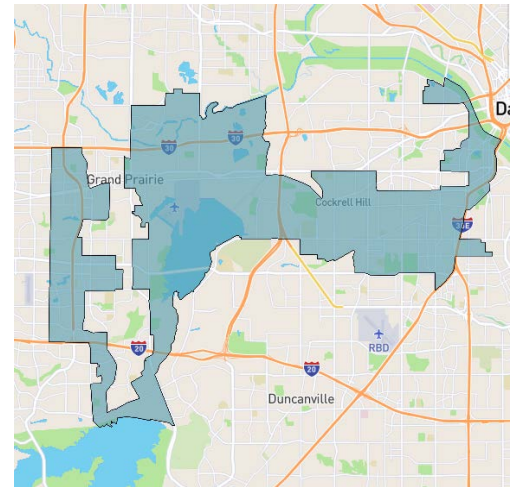 Da
30
30
Grand Prairie
Cockrell Hill
35E
20
RBD
20
Duncanville